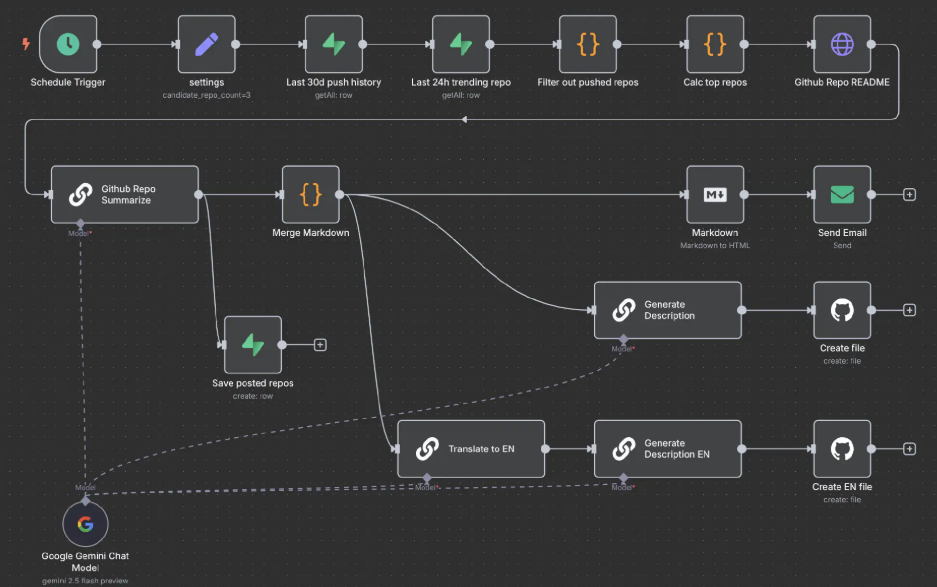 Schedule Trigger
settings
candidate_repo_count=3
Last 30d push history
getAll: row
Last 24h trending repo
getAll: row
Filter out pushed repos
Calc top repos
Github Repo README
Github Repo
Summarize
Model*
Merge Markdown
Markdown
Markdown to HTML
Send Email
Send
Generate
Description
Model*
Create file
create: file
Save posted repos
create: row
Translate to EN
Model*
Generate
Description EN
Model*
Create EN file
create: file
Model
Google Gemini Chat
Model
gemini 2.5 flash preview